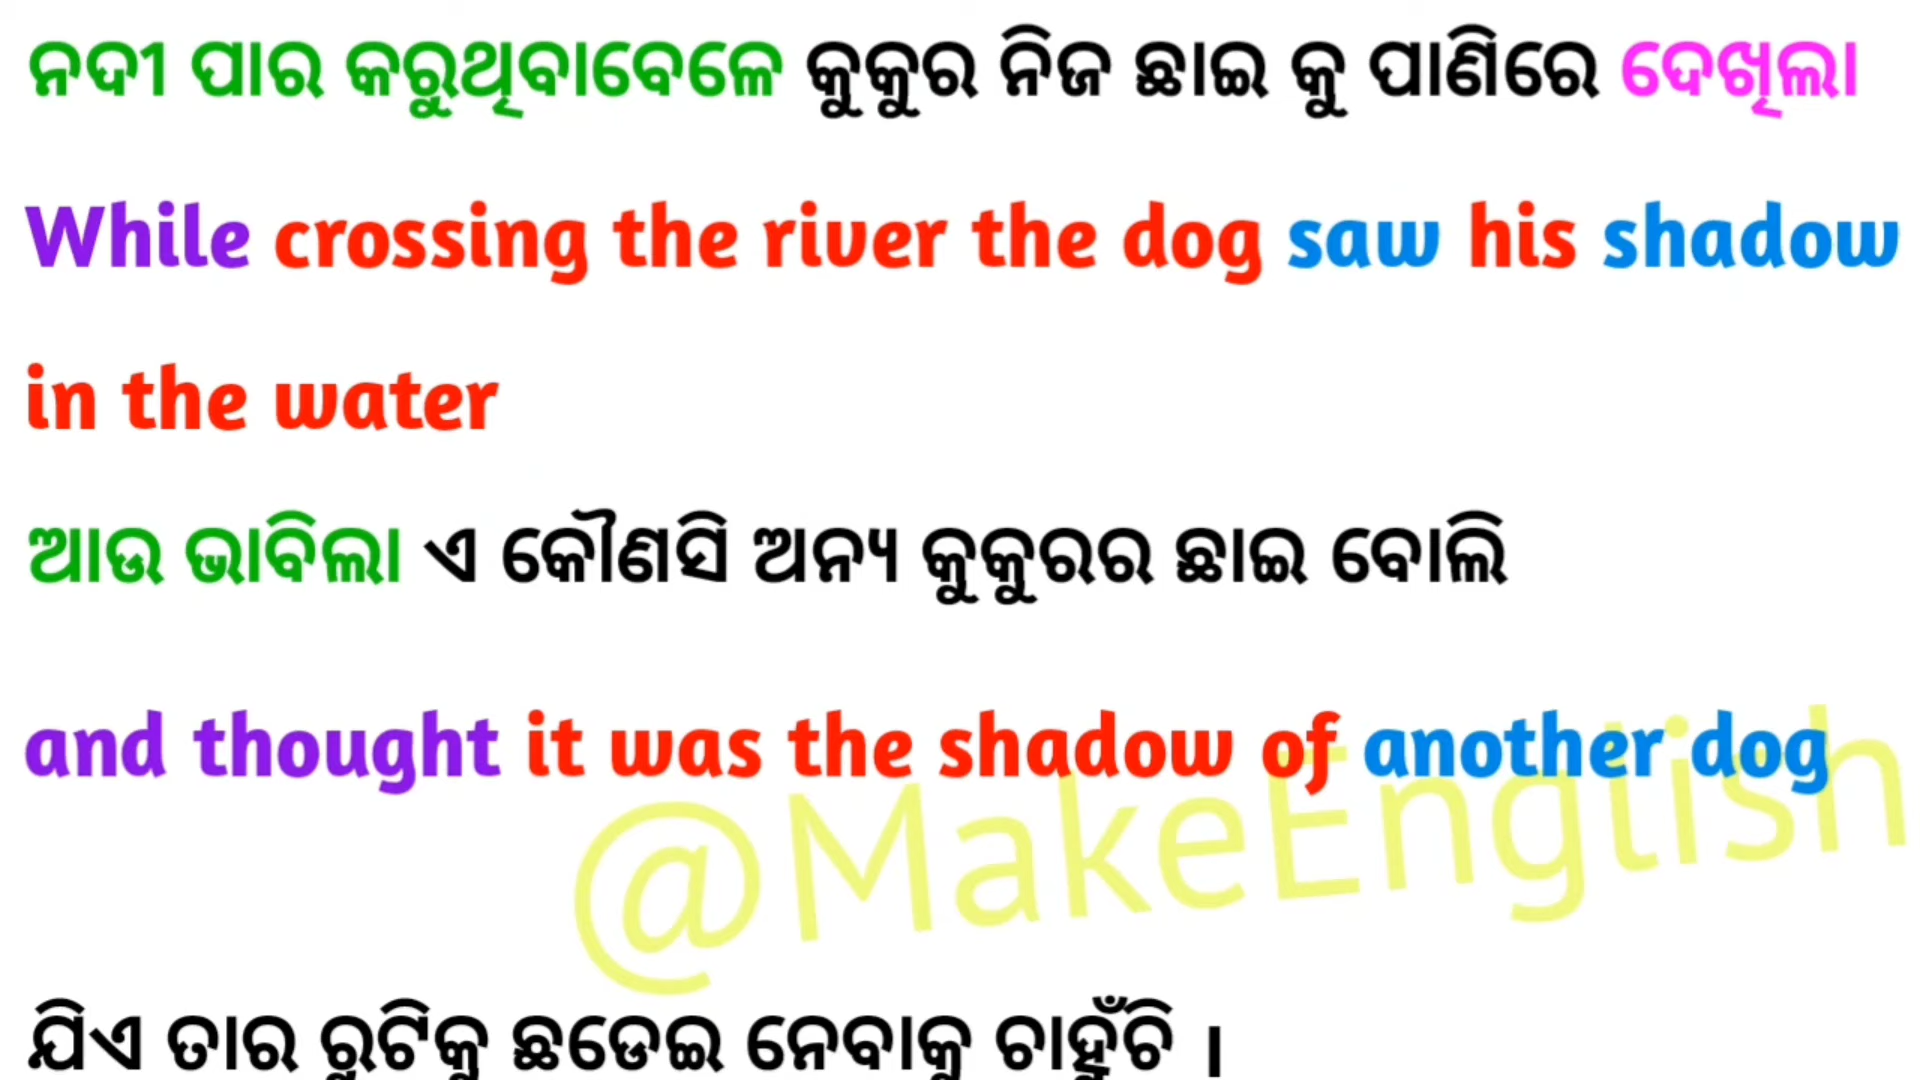 ନଦୀ ପାର କରୁଥିବାବେଳେ କୁକୁର ନିଜ ଛାଇ କୁ ପାଣିରେ ଦେଖିଲା
While crossing the river the dog saw his shadow
in the water
ଆଉ ଭାବିଲା ଏ କୌଣସି ଅନ୍ୟ କୁକୁରର ଛାଇ ବୋଲି
and thought it was the shadow of another dog
@MakeEnglish
ଯିଏ ତାର ରୁଟିକୁ ଛଡେଇ ନେବାକୁ ଚାହୁଁଚି ।